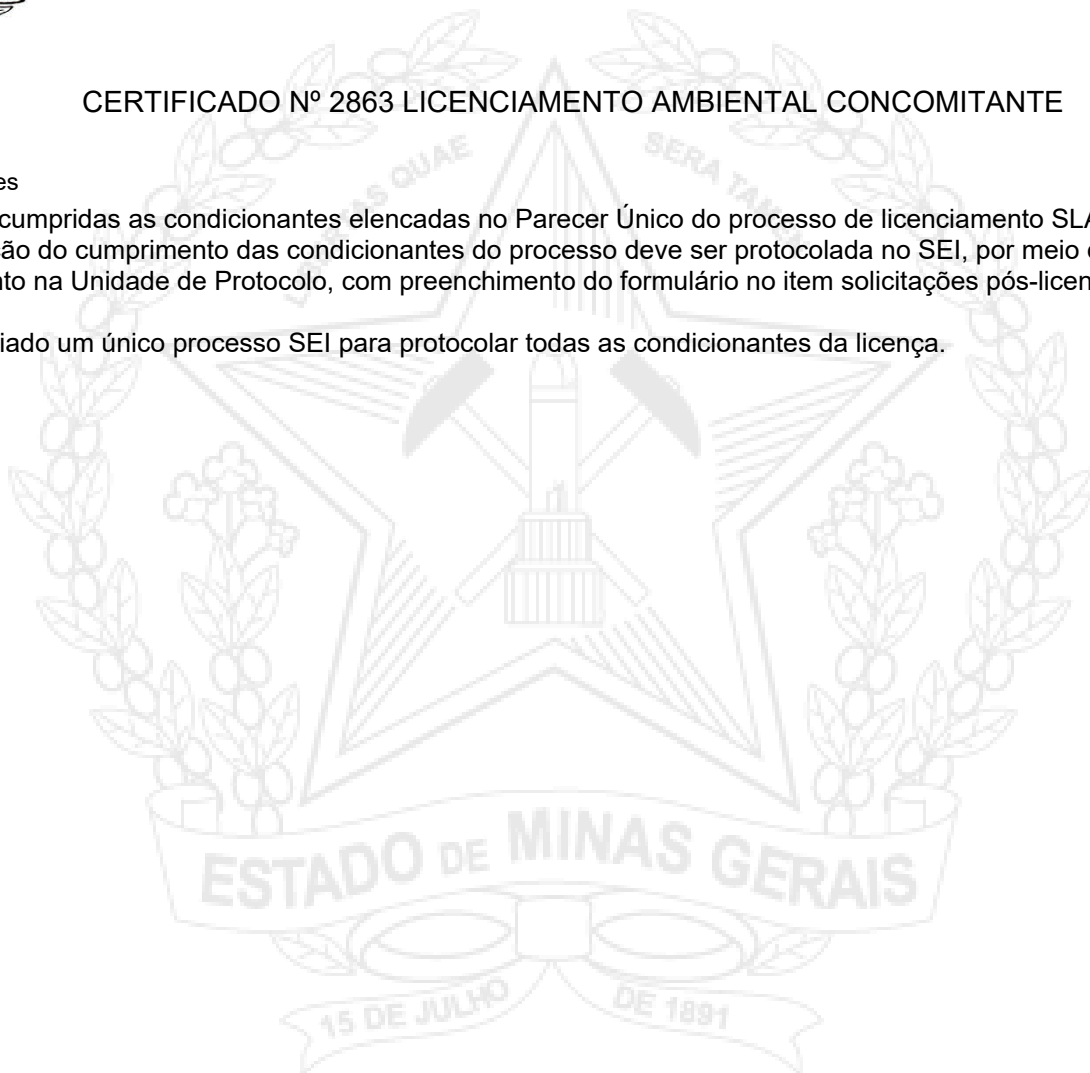 CERTIFICADO Nº 2863 LICENCIAMENTO AMBIENTAL CONCOMITANTE
es
cumpridas as condicionantes elencadas no Parecer Único do processo de licenciamento SLA
ão do cumprimento das condicionantes do processo deve ser protocolada no SEI, por meio
nto na Unidade de Protocolo, com preenchimento do formulário no item solicitações pós-licen
iado um único processo SEI para protocolar todas as condicionantes da licença.
QUAE SERA
ESTADO DE MINAS GERAIS
15 DE JULHO DE 1891